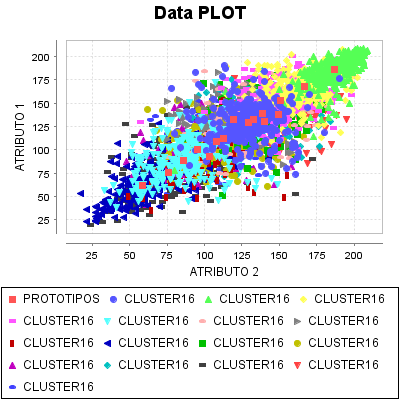 Data PLOT
ATRIBUTO 1
200
175
150
125
100
75
50
25
25 50 75 100 125 150 175 200
ATRIBUTO 2
PROTOTIPOS CLUSTER16 CLUSTER16 CLUSTER16
CLUSTER16 CLUSTER16 CLUSTER16 CLUSTER16
CLUSTER16 CLUSTER16 CLUSTER16 CLUSTER16
CLUSTER16 CLUSTER16 CLUSTER16 CLUSTER16
CLUSTER16